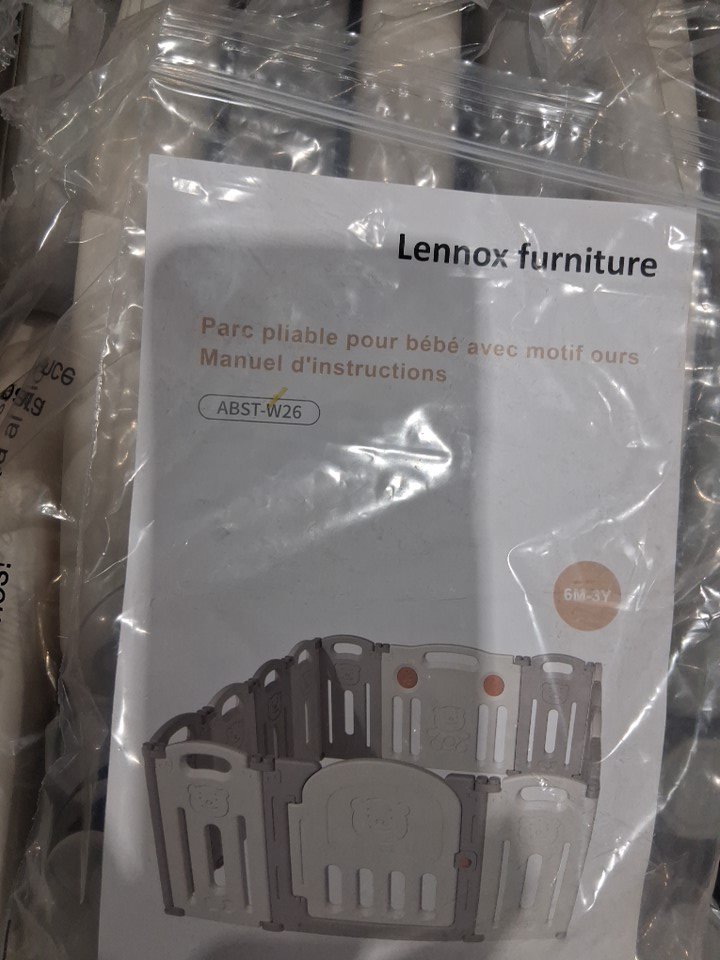 Lennox furniture
Parc pliable pour bébé avec motif ours
Manuel d'instructions
ABST-W26
6M-3Y